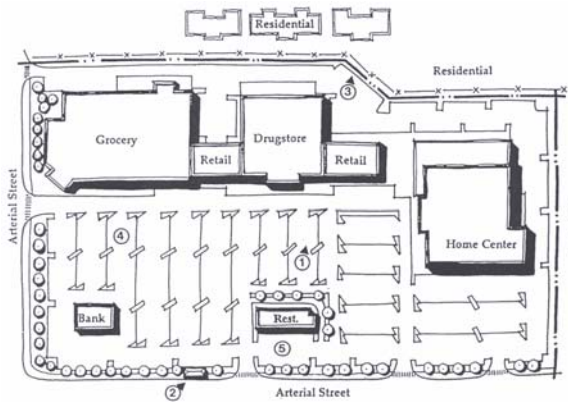 Residential
Residential
3
Grocery
Drugstore
Retail
Retail
Home Center
Arterial Street
4
1
Bank
Rest.
5
2
Arterial Street